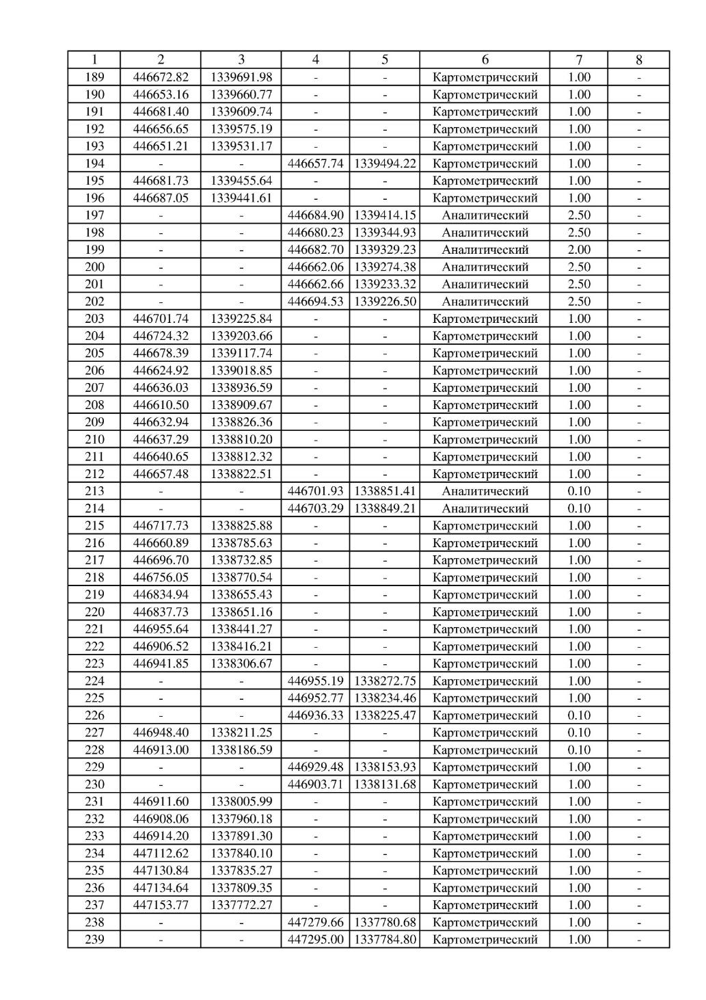 1 2 3 4 5 6 7 8
189 446672.82 1339691.98 - - Картометрический 1.00 -
190 446653.16 1339660.77 - - Картометрический 1.00 -
191 446681.40 1339609.74 - - Картометрический 1.00 -
192 446656.65 1339575.19 - - Картометрический 1.00 -
193 446651.21 1339531.17 - - Картометрический 1.00 -
194 - - 446657.74 1339494.22 Картометрический 1.00 -
195 446681.73 1339455.64 - - Картометрический 1.00 -
196 446687.05 1339441.61 - - Картометрический 1.00 -
197 - - 446684.90 1339414.15 Аналитический 2.50 -
198 - - 446680.23 1339344.93 Аналитический 2.50 -
199 - - 446682.70 1339329.23 Аналитический 2.00 -
200 - - 446662.06 1339274.38 Аналитический 2.50 -
201 - - 446662.66 1339233.32 Аналитический 2.50 -
202 - - 446694.53 1339226.50 Аналитический 2.50 -
203 446701.74 1339225.84 - - Картометрический 1.00 -
204 446724.32 1339203.66 - - Картометрический 1.00 -
205 446678.39 1339117.74 - - Картометрический 1.00 -
206 446624.92 1339018.85 - - Картометрический 1.00 -
207 446636.03 1338936.59 - - Картометрический 1.00 -
208 446610.50 1338909.67 - - Картометрический 1.00 -
209 446632.94 1338826.36 - - Картометрический 1.00 -
210 446637.29 1338810.20 - - Картометрический 1.00 -
211 446640.65 1338812.32 - - Картометрический 1.00 -
212 446657.48 1338822.51 - - Картометрический 1.00 -
213 - - 446701.93 1338851.41 Аналитический 0.10 -
214 - - 446703.29 1338849.21 Аналитический 0.10 -
215 446717.73 1338825.88 - - Картометрический 1.00 -
216 446660.89 1338785.63 - - Картометрический 1.00 -
217 446696.70 1338732.85 - - Картометрический 1.00 -
218 446756.05 1338770.54 - - Картометрический 1.00 -
219 446834.94 1338655.43 - - Картометрический 1.00 -
220 446837.73 1338651.16 - - Картометрический 1.00 -
221 446955.64 1338441.27 - - Картометрический 1.00 -
222 446906.52 1338416.21 - - Картометрический 1.00 -
223 446941.85 1338306.67 - - Картометрический 1.00 -
224 - - 446955.19 1338272.75 Картометрический 1.00 -
225 - - 446952.77 1338234.46 Картометрический 1.00 -
226 - - 446936.33 1338225.47 Картометрический 0.10 -
227 446948.40 1338211.25 - - Картометрический 0.10 -
228 446913.00 1338186.59 - - Картометрический 0.10 -
229 - - 446929.48 1338153.93 Картометрический 1.00 -
230 - - 446903.71 1338131.68 Картометрический 1.00 -
231 446911.60 1338005.99 - - Картометрический 1.00 -
232 446908.06 1337960.18 - - Картометрический 1.00 -
233 446914.20 1337891.30 - - Картометрический 1.00 -
234 447112.62 1337840.10 - - Картометрический 1.00 -
235 447130.84 1337835.27 - - Картометрический 1.00 -
236 447134.64 1337809.35 - - Картометрический 1.00 -
237 447153.77 1337772.27 - - Картометрический 1.00 -
238 - - 447279.66 1337780.68 Картометрический 1.00 -
239 - - 447295.00 1337784.80 Картометрический 1.00 -